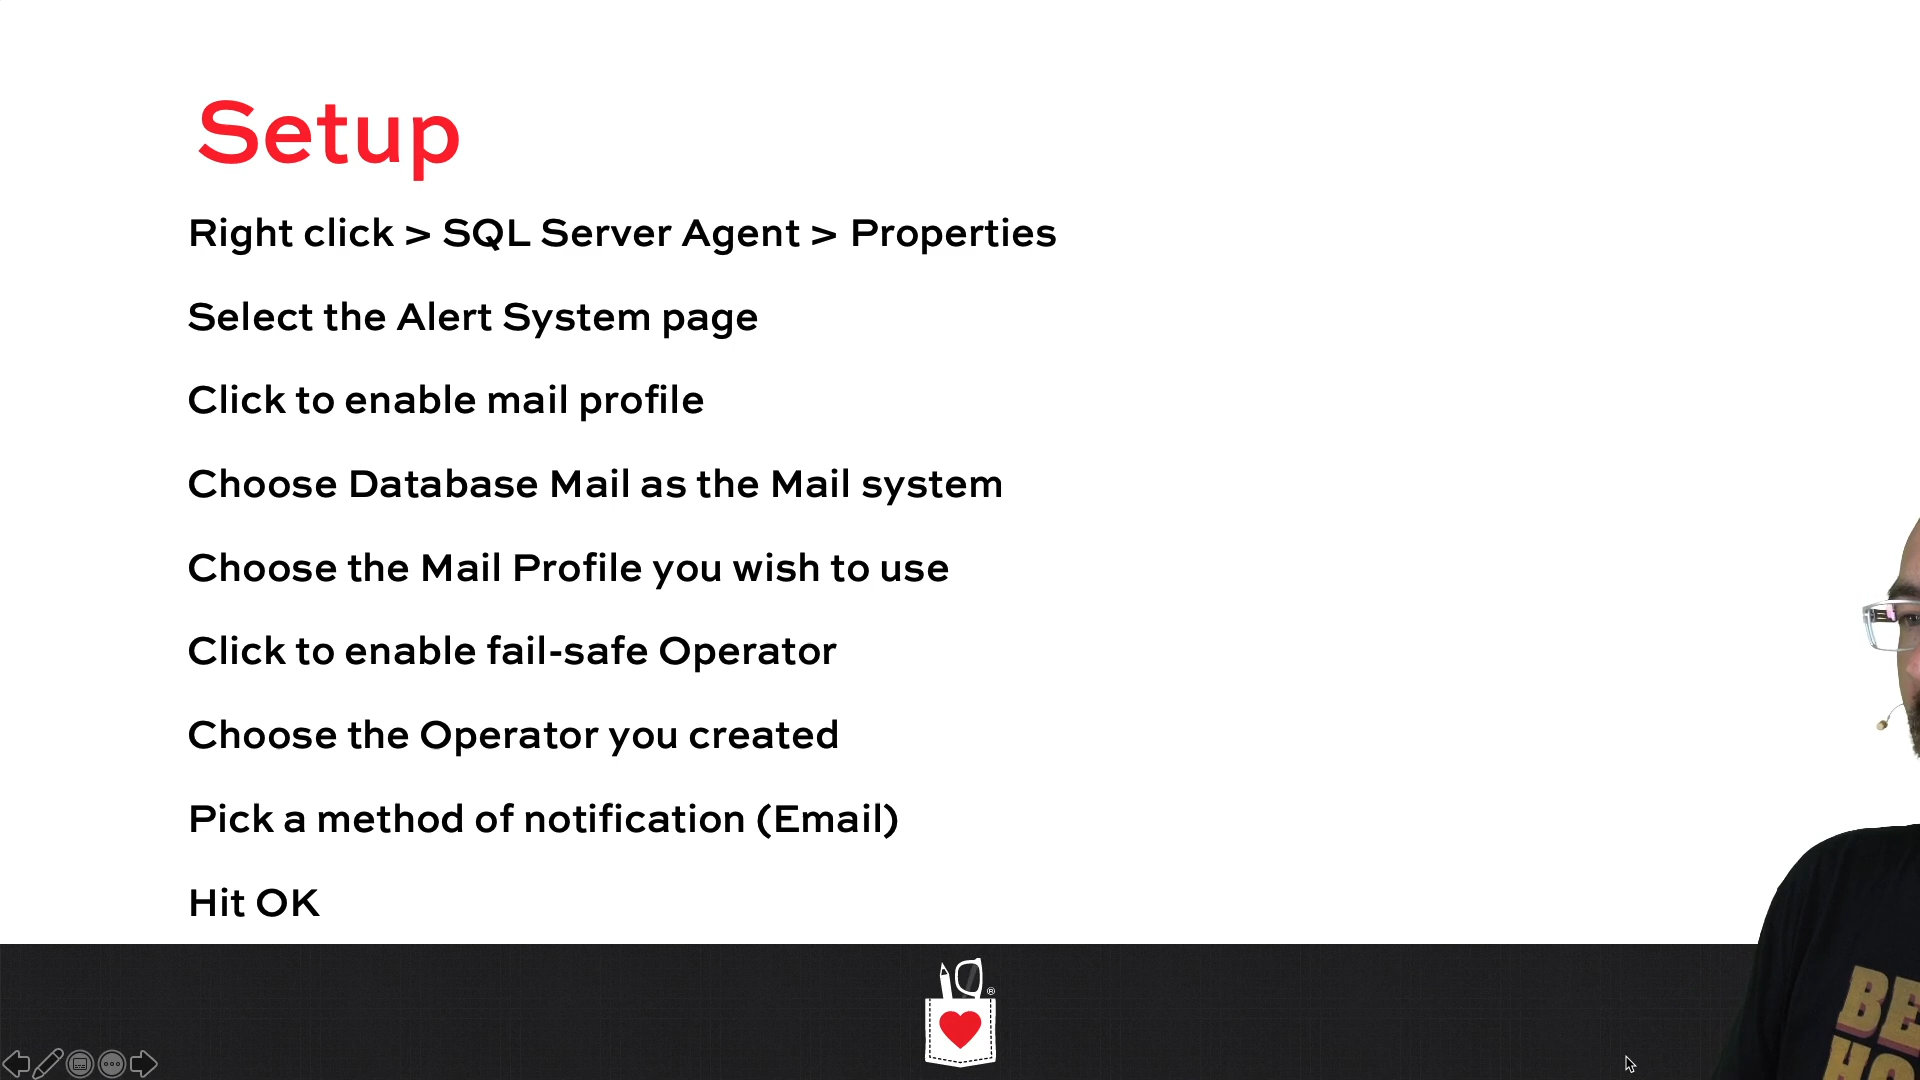 Setup
Right click > SQL Server Agent > Properties
Select the Alert System page
Click to enable mail profile
Choose Database Mail as the Mail system
Choose the Mail Profile you wish to use
Click to enable fail-safe Operator
Choose the Operator you created
Pick a method of notification (Email)
Hit OK
®
BE
HO